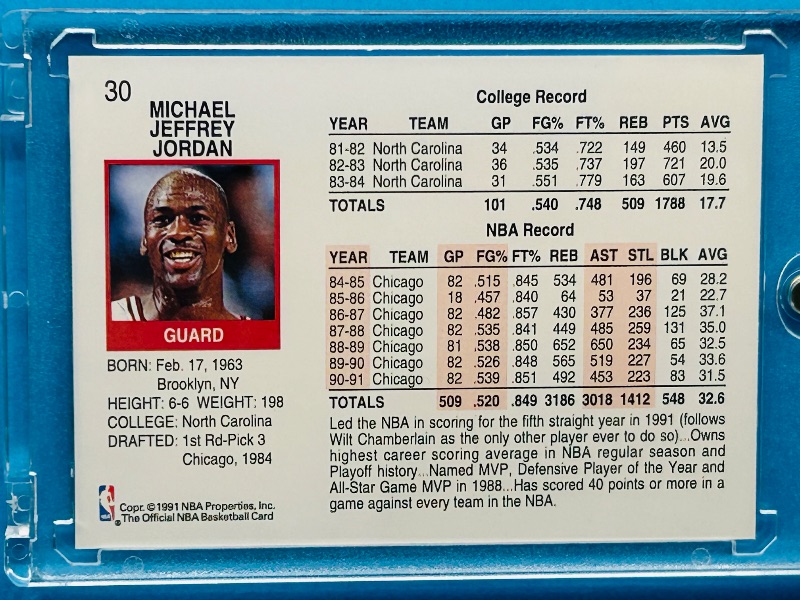 30
MICHAEL
JEFFREY
JORDAN
GUARD
BORN: Feb. 17, 1963
Brooklyn, NY
HEIGHT: 6-6 WEIGHT: 198
COLLEGE: North Carolina
DRAFTED: 1st Rd-Pick 3
Chicago, 1984
NBA
Copr. ©1991 NBA Properties, Inc.
® The Official NBA Basketball Card
College Record
YEAR TEAM GP FG% FT% REB PTS AVG
81-82 North Carolina 34 .534 .722 149 460 13.5
82-83 North Carolina 36 .535 .737 197 721 20.0
83-84 North Carolina 31 .551 .779 163 607 19.6
TOTALS 101 .540 .748 509 1788 17.7
NBA Record
YEAR TEAM GP FG% FT% REB AST STL BLK AVG
84-85 Chicago 82 .515 .845 534 481 196 69 28.2
85-86 Chicago 18 .457 .840 64 53 37 21 22.7
86-87 Chicago 82 .482 .857 430 377 236 125 37.1
87-88 Chicago 82 .535 .841 449 485 259 131 35.0
88-89 Chicago 81 .538 .850 652 650 234 65 32.5
89-90 Chicago 82 .526 .848 565 519 227 54 33.6
90-91 Chicago 82 .539 .851 492 453 223 83 31.5
TOTALS 509 .520 .849 3186 3018 1412 548 32.6
Led the NBA in scoring for the fifth straight year in 1991 (follows
Wilt Chamberlain as the only other player ever to do so)...Owns
highest career scoring average in NBA regular season and
Playoff history...Named MVP, Defensive Player of the Year and
All-Star Game MVP in 1988...Has scored 40 points or more in a
game against every team in the NBA.